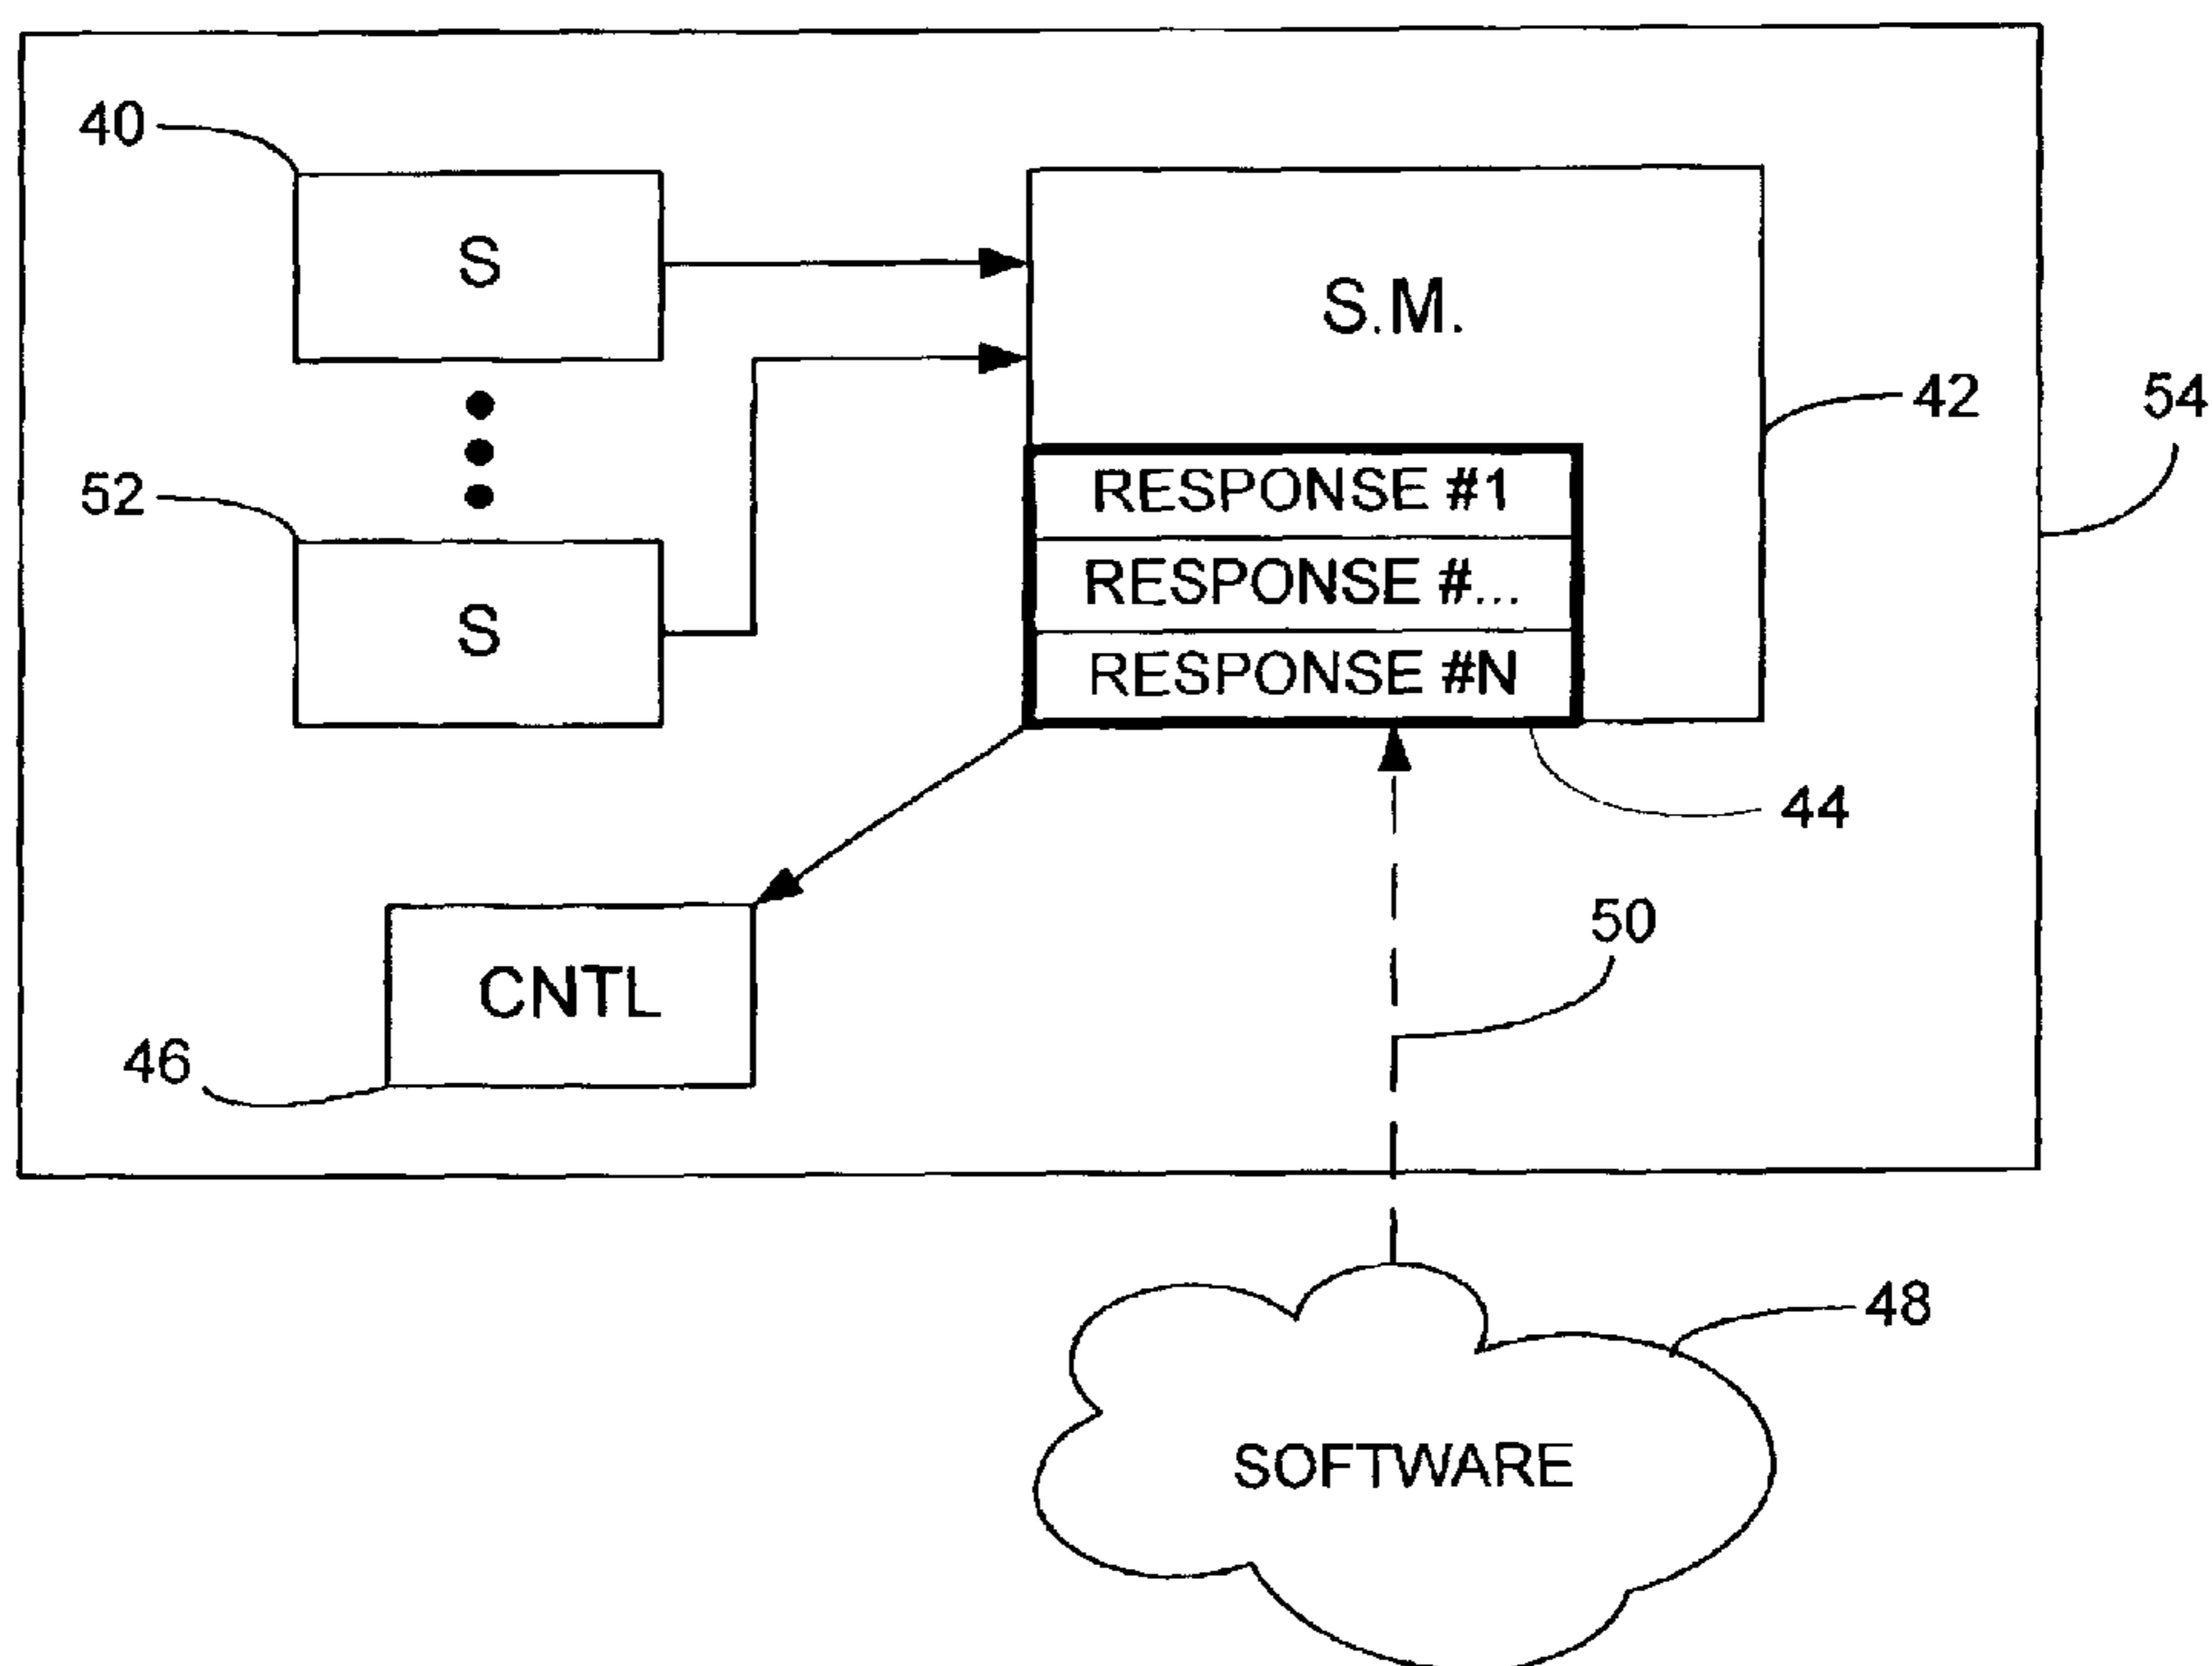 40
S
S.M.
42
54
52
S
RESPONSE #1
RESPONSE #...
RESPONSE #N
44
50
CNTL
46
48
SOFTWARE